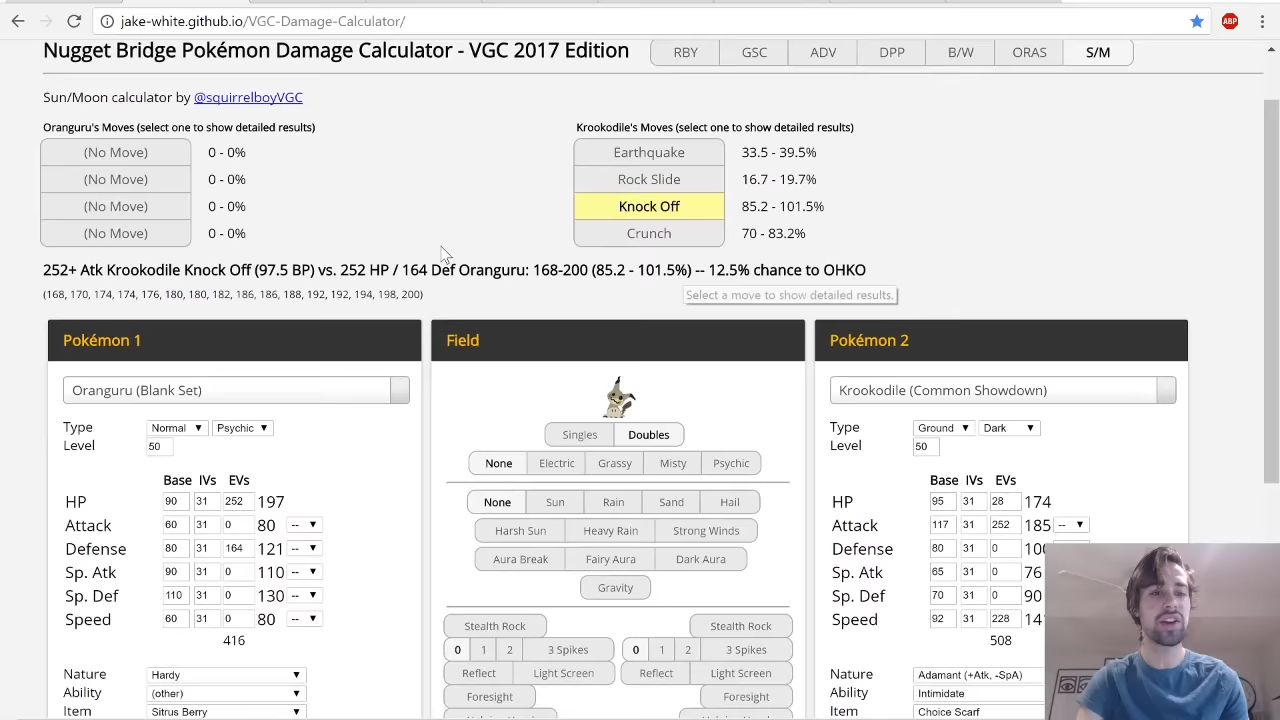 jake-white.github.io/VGC-Damage-Calculator/
ABP
Nugget Bridge Pokémon Damage Calculator - VGC 2017 Edition
RBY GSC ADV DPP B/W ORAS S/M
Sun/Moon calculator by @squirrelboyVGC
Oranguru's Moves (select one to show detailed results)
(No Move) 0 - 0%
(No Move) 0 - 0%
(No Move) 0 - 0%
(No Move) 0 - 0%
Krookodile's Moves (select one to show detailed results)
Earthquake 33.5 - 39.5%
Rock Slide 16.7 - 19.7%
Knock Off 85.2 - 101.5%
Crunch 70 - 83.2%
252+ Atk Krookodile Knock Off (97.5 BP) vs. 252 HP / 164 Def Oranguru: 168-200 (85.2 - 101.5%) -- 12.5% chance to OHKO
(168, 170, 174, 174, 176, 180, 180, 182, 186, 186, 188, 192, 192, 194, 198, 200)
Select a move to show detailed results.
Pokémon 1
Oranguru (Blank Set)
Type Normal Psychic
Level 50
Base IVs EVs
HP 90 31 252 197
Attack 60 31 0 80 --
Defense 80 31 164 121 --
Sp. Atk 90 31 0 110 --
Sp. Def 110 31 0 130 --
Speed 60 31 0 80 --
416
Nature Hardy
Ability (other)
Item Sitrus Berry
Field
Singles Doubles
None Electric Grassy Misty Psychic
None Sun Rain Sand Hail
Harsh Sun Heavy Rain Strong Winds
Aura Break Fairy Aura Dark Aura
Gravity
Stealth Rock Stealth Rock
0 1 2 3 Spikes 0 1 2 3 Spikes
Reflect Light Screen Reflect Light Screen
Foresight Foresight
Pokémon 2
Krookodile (Common Showdown)
Type Ground Dark
Level 50
Base IVs EVs
HP 95 31 28 174
Attack 117 31 252 185 --
Defense 80 31 0
Sp. Atk 65 31 0 76
Sp. Def 70 31 0 90
Speed 92 31 228
508
Nature Adamant (+Atk, -SpA)
Ability Intimidate
Item Choice Scarf